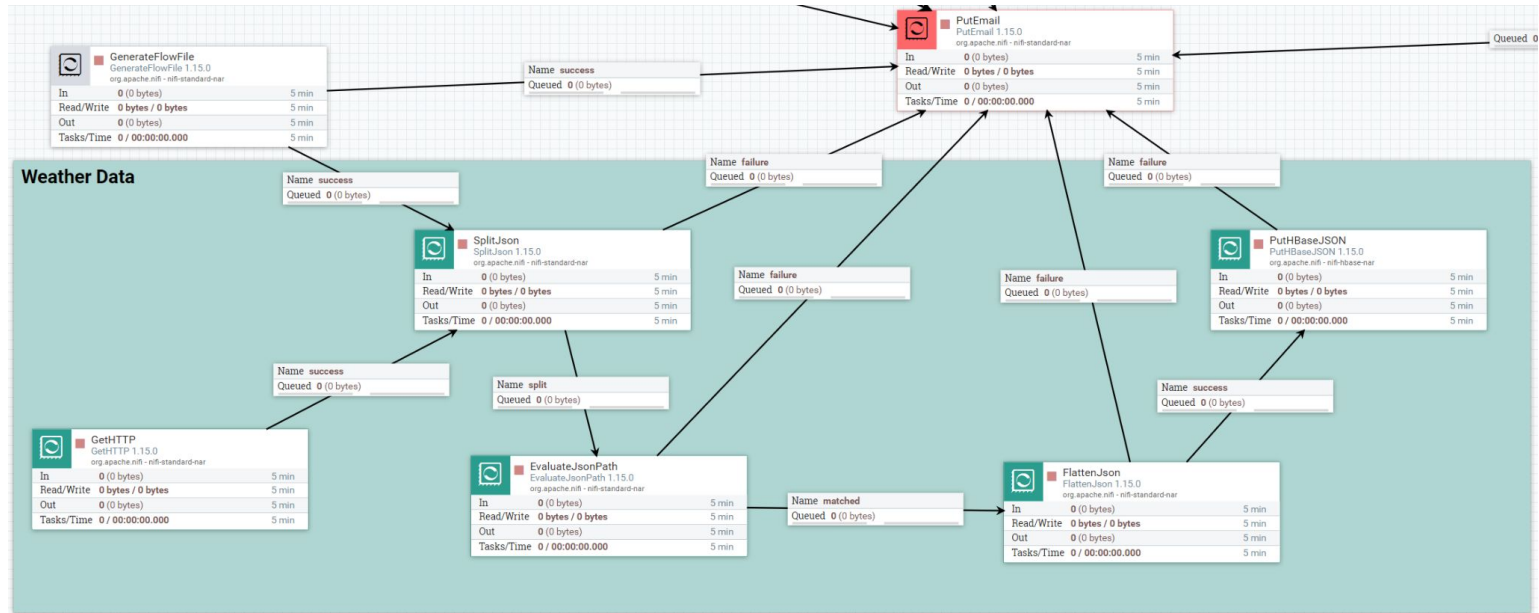 PutEmail
PutEmail 1.15.0
org.apache.nifi - nifi-standard-nar
In 0 (0 bytes) 5 min
Read/Write 0 bytes / 0 bytes 5 min
Out 0 (0 bytes) 5 min
Tasks/Time 0 / 00:00:00.000 5 min
Queued 0
GenerateFlowFile
GenerateFlowFile 1.15.0
org.apache.nifi - nifi-standard-nar
In 0 (0 bytes) 5 min
Read/Write 0 bytes / 0 bytes 5 min
Out 0 (0 bytes) 5 min
Tasks/Time 0 / 00:00:00.000 5 min
Name success
Queued 0 (0 bytes)
Weather Data
Name success
Queued 0 (0 bytes)
Name failure
Queued 0 (0 bytes)
Name failure
Queued 0 (0 bytes)
SplitJson
SplitJson 1.15.0
org.apache.nifi - nifi-standard-nar
In 0 (0 bytes) 5 min
Read/Write 0 bytes / 0 bytes 5 min
Out 0 (0 bytes) 5 min
Tasks/Time 0 / 00:00:00.000 5 min
Name failure
Queued 0 (0 bytes)
Name failure
Queued 0 (0 bytes)
PutHBaseJSON
PutHBaseJSON 1.15.0
org.apache.nifi - nifi-hbase-nar
In 0 (0 bytes) 5 min
Read/Write 0 bytes / 0 bytes 5 min
Out 0 (0 bytes) 5 min
Tasks/Time 0 / 00:00:00.000 5 min
Name success
Queued 0 (0 bytes)
Name split
Queued 0 (0 bytes)
Name success
Queued 0 (0 bytes)
GetHTTP
GetHTTP 1.15.0
org.apache.nifi - nifi-standard-nar
In 0 (0 bytes) 5 min
Read/Write 0 bytes / 0 bytes 5 min
Out 0 (0 bytes) 5 min
Tasks/Time 0 / 00:00:00.000 5 min
EvaluateJsonPath
EvaluateJsonPath 1.15.0
org.apache.nifi - nifi-standard-nar
In 0 (0 bytes) 5 min
Read/Write 0 bytes / 0 bytes 5 min
Out 0 (0 bytes) 5 min
Tasks/Time 0 / 00:00:00.000 5 min
Name matched
Queued 0 (0 bytes)
FlattenJson
FlattenJson 1.15.0
org.apache.nifi - nifi-standard-nar
In 0 (0 bytes) 5 min
Read/Write 0 bytes / 0 bytes 5 min
Out 0 (0 bytes) 5 min
Tasks/Time 0 / 00:00:00.000 5 min